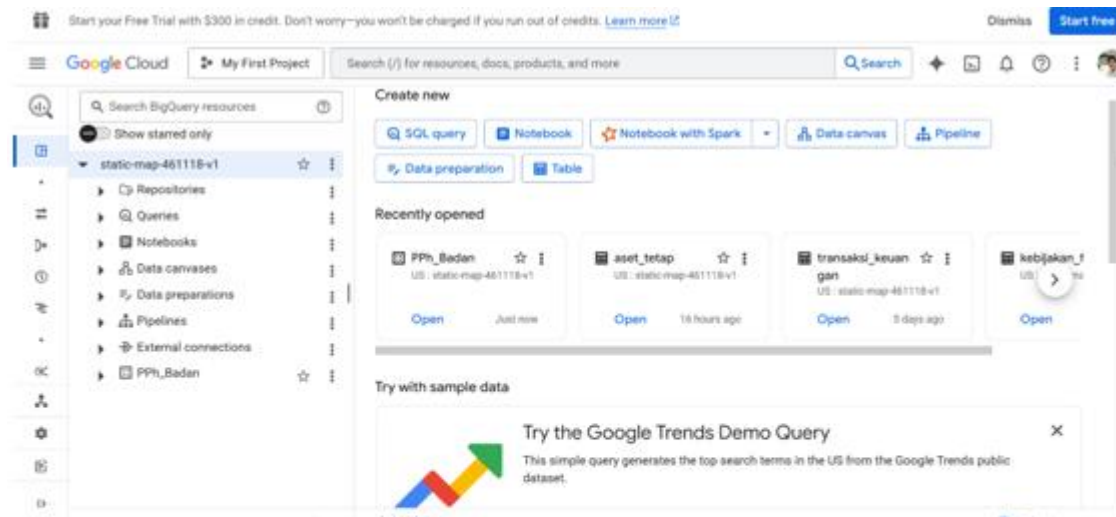 Start your Free Trial with $300 in credit. Don't worry—you won't be charged if you run out of credits. Learn more
Dismiss
Start free
Google Cloud
My First Project
Search (/) for resources, docs, products, and more
Search
Search BigQuery resources
Show starred only
static-map-461118-v1
Repositories
Queries
Notebooks
Data canvases
Data preparations
Pipelines
External connections
PPh_Badan
Create new
SQL query
Notebook
Notebook with Spark
Data canvas
Pipeline
Data preparation
Table
Recently opened
PPh_Badan
US : static-map-461118-v1
Open
Just now
aset_tetap
US : static-map-461118-v1
Open
16 hours ago
transaksi_keuan
gan
US : static-map-461118-v1
Open
kebijakan_f
Open
Try with sample data
Try the Google Trends Demo Query
This simple query generates the top search terms in the US from the Google Trends public
dataset.